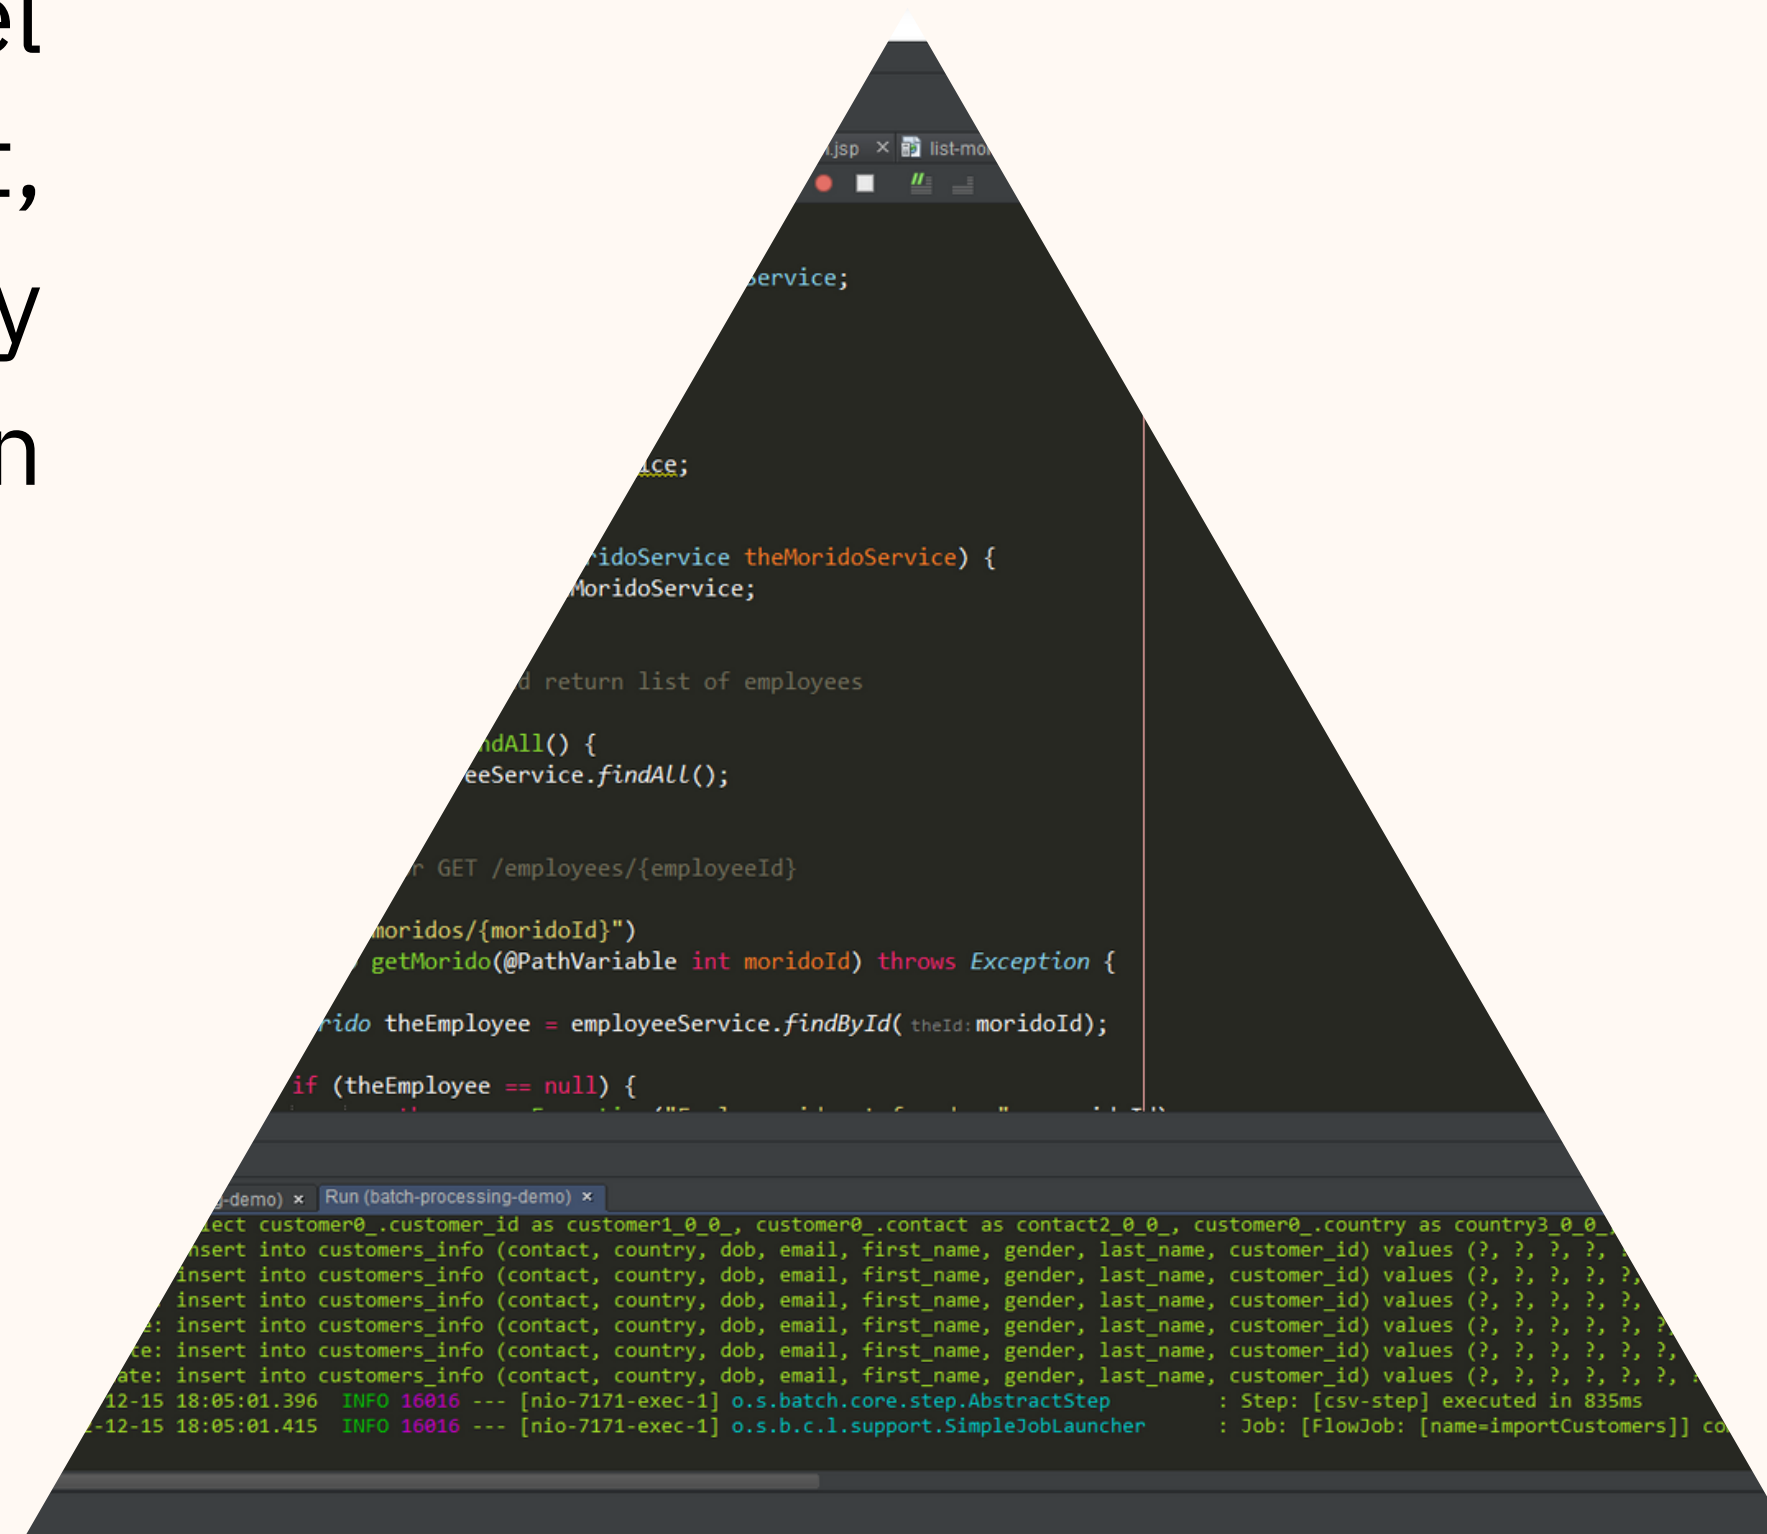 .jsp × list-mo
Service;
ice;
ridoService theMoridoService) {
MoridoService;
d return list of employees
ndAll() {
eeService.findAll();
r GET /employees/{employeeId}
moridos/{moridoId}")
getMorido(@PathVariable int moridoId) throws Exception {
rido theEmployee = employeeService.findById( theId: moridoId);
if (theEmployee == null) {
-demo) × Run (batch-processing-demo) ×
lect customer0_.customer_id as customer1_0_0_, customer0_.contact as contact2_0_0_, customer0_.country as country3_0_0_
nsert into customers_info (contact, country, dob, email, first_name, gender, last_name, customer_id) values (?, ?, ?, ?,
insert into customers_info (contact, country, dob, email, first_name, gender, last_name, customer_id) values (?, ?, ?, ?, ?,
insert into customers_info (contact, country, dob, email, first_name, gender, last_name, customer_id) values (?, ?, ?, ?, ?,
e: insert into customers_info (contact, country, dob, email, first_name, gender, last_name, customer_id) values (?, ?, ?, ?, ?, ?,
te: insert into customers_info (contact, country, dob, email, first_name, gender, last_name, customer_id) values (?, ?, ?, ?, ?, ?,
ate: insert into customers_info (contact, country, dob, email, first_name, gender, last_name, customer_id) values (?, ?, ?, ?, ?, ?,
12-15 18:05:01.396 INFO 16016 --- [nio-7171-exec-1] o.s.batch.core.step.AbstractStep : Step: [csv-step] executed in 835ms
-12-15 18:05:01.415 INFO 16016 --- [nio-7171-exec-1] o.s.b.c.l.support.SimpleJobLauncher : Job: [FlowJob: [name=importCustomers]] co
el
t,
y
n